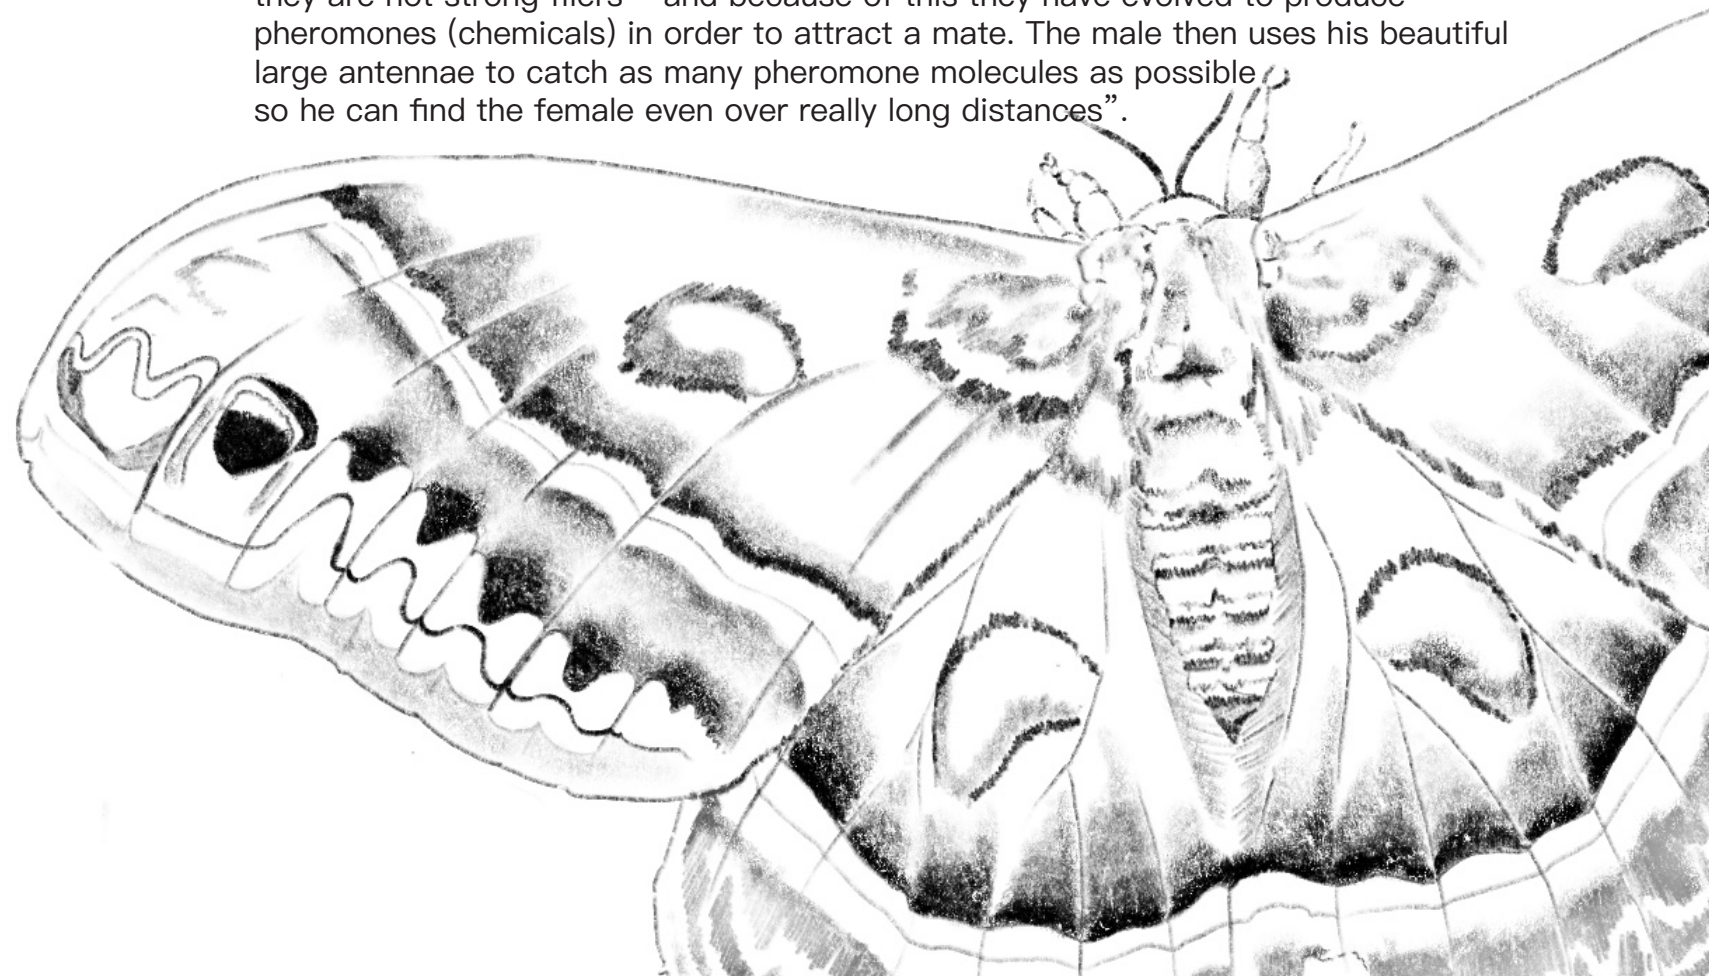 they are not strong fliers - and because of this they have evolved to produce
pheromones (chemicals) in order to attract a mate. The male then uses his beautiful
large antennae to catch as many pheromone molecules as possible
so he can find the female even over really long distances”.